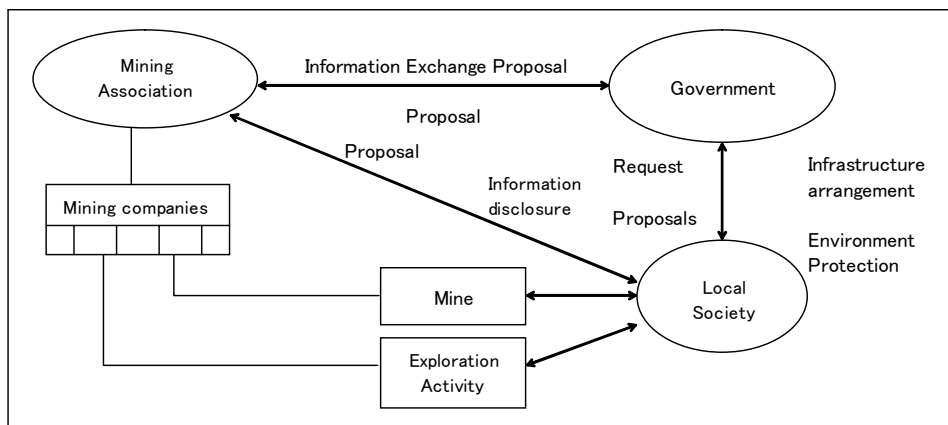 Mining
Association
Information Exchange Proposal
Government
Proposal
Proposal
Request
Infrastructure
arrangement
Information
disclosure
Proposals
Mining companies
Environment
Protection
Mine
Local
Society
Exploration
Activity